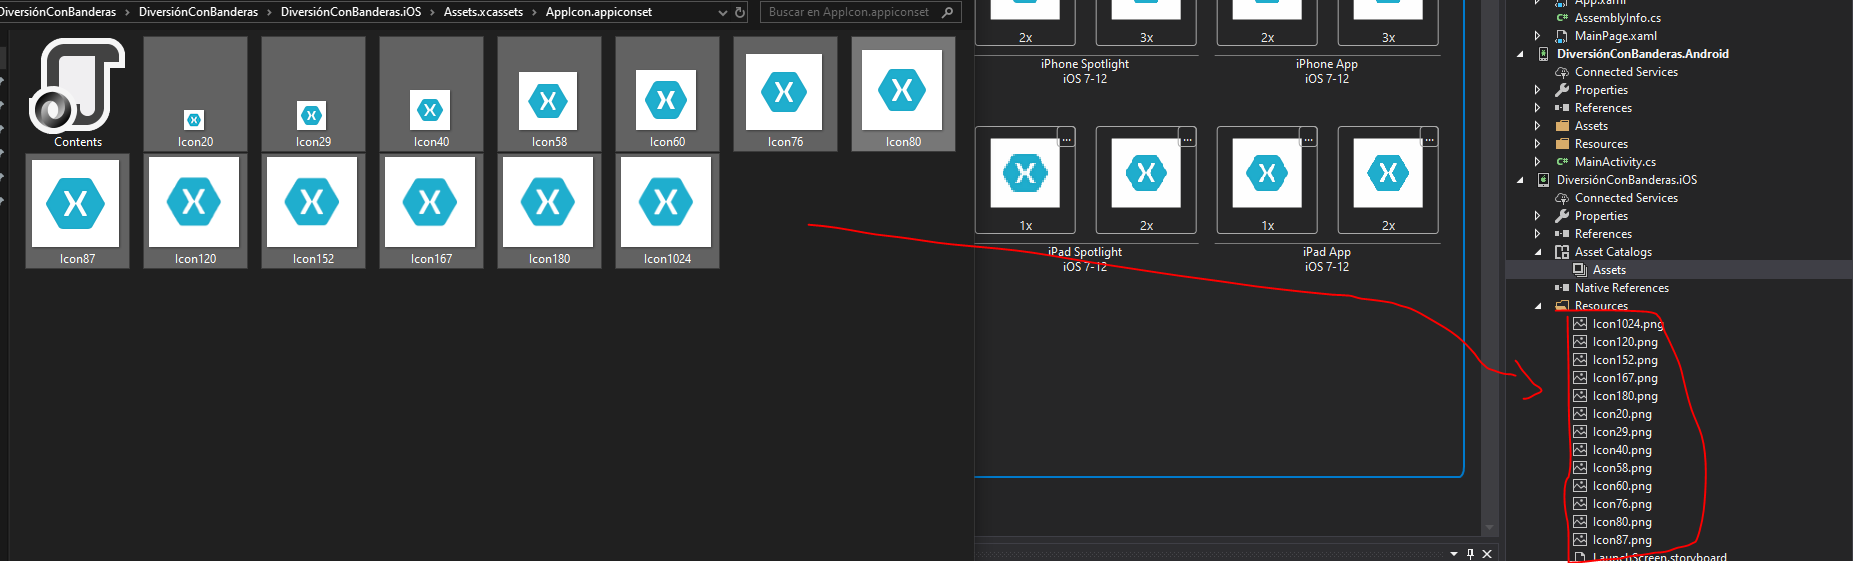 DiversiónConBanderas > DiversiónConBanderas > DiversiónConBanderas.iOS > Assets.xcassets > AppIcon.appiconset
Buscar en AppIcon.appiconset
Contents
Icon20
Icon29
Icon40
Icon58
Icon60
Icon76
Icon80
Icon87
Icon120
Icon152
Icon167
Icon180
Icon1024
2x
3x
2x
3x
iPhone Spotlight
iOS 7-12
iPhone App
iOS 7-12
...
...
...
...
1x
2x
1x
2x
iPad Spotlight
iOS 7-12
iPad App
iOS 7-12
App.xaml
C# AssemblyInfo.cs
MainPage.xaml
DiversiónConBanderas.Android
Connected Services
Properties
References
Assets
Resources
C# MainActivity.cs
DiversiónConBanderas.iOS
Connected Services
Properties
References
Asset Catalogs
Assets
Native References
Resources
Icon1024.png
Icon120.png
Icon152.png
Icon167.png
Icon180.png
Icon20.png
Icon29.png
Icon40.png
Icon58.png
Icon60.png
Icon76.png
Icon80.png
Icon87.png
LaunchScreen.storyboard